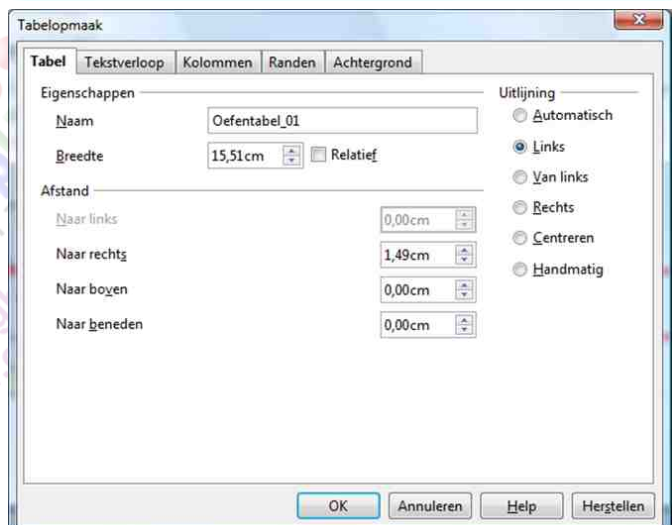 Tabelopmaak
Tabel Tekstverloop Kolommen Randen Achtergrond
Eigenschappen
Naam Oefentabel_01
Breedte 15,51cm Relatief
Afstand
Naar links 0,00cm
Naar rechts 1,49cm
Naar boven 0,00cm
Naar beneden 0,00cm
Uitlijning
Automatisch
Links
Van links
Rechts
Centreren
Handmatig
OK Annuleren Help Herstellen